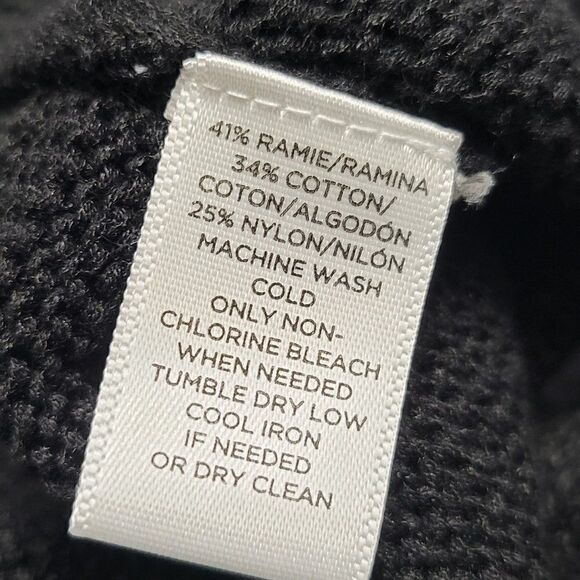 41% RAMIE/RAMINA
34% COTTON/
COTON/ALGODÓN
25% NYLON/NILÓN
MACHINE WASH
COLD
ONLY NON-
CHLORINE BLEACH
WHEN NEEDED
TUMBLE DRY LOW
COOL IRON
IF NEEDED
OR DRY CLEAN